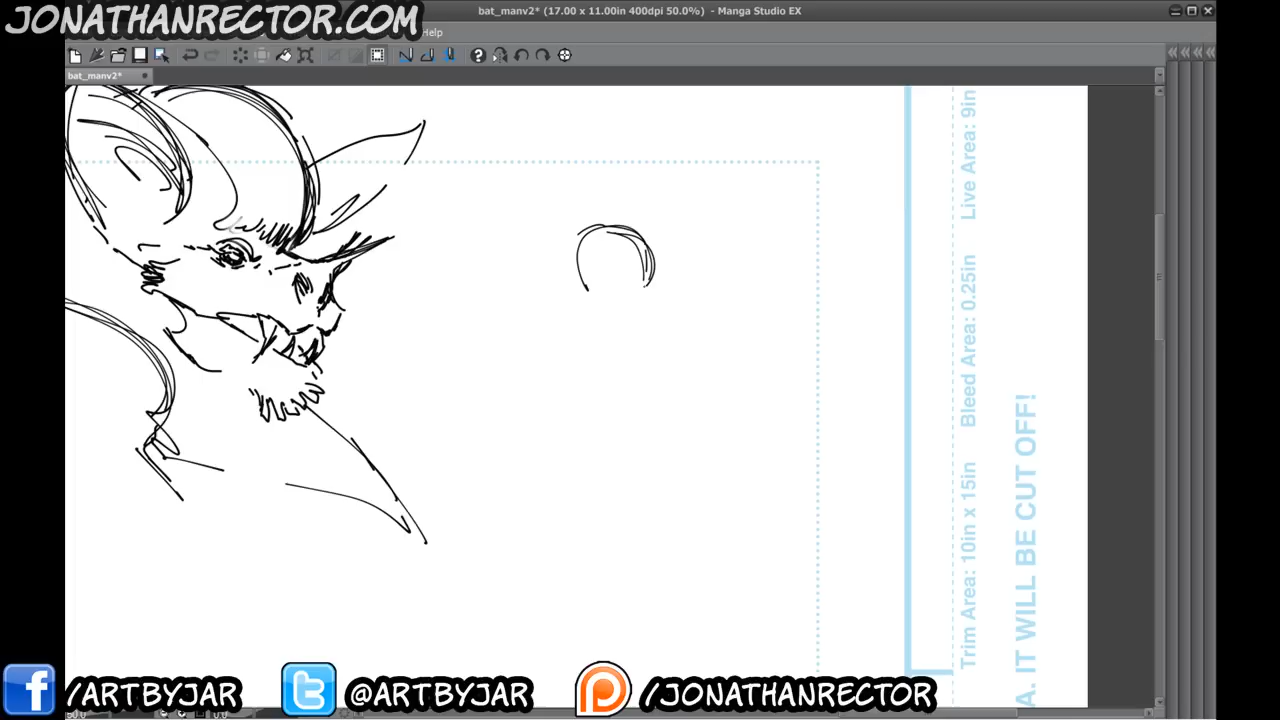 JONATHANRECTOR.COM
bat_manv2* (17.00 x 11.00in 400dpi 50.0%) - Manga Studio EX
Help
bat_manv2*
Trim Area: 10in x 15in Bleed Area: 0.25in Live Area: 9in
A. IT WILL BE CUT OFF!
/ARTBYJAR
@ARTBYJAR
/JONATHANRECTOR